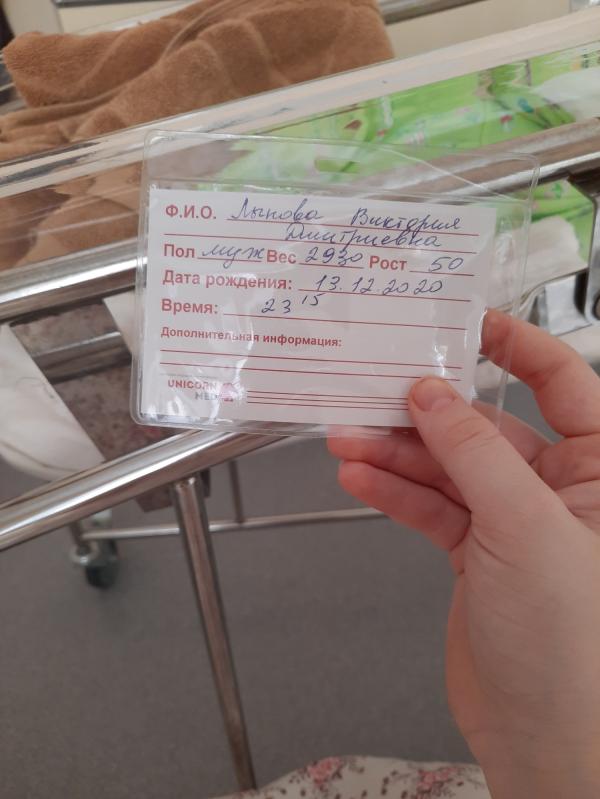 Ф.И.О. Лынова Виктория
Дмитриевна
Пол муж Вес 2930 Рост 50
Дата рождения: 13.12.2020
Время: 23 15
Дополнительная информация:
UNICORN
MED